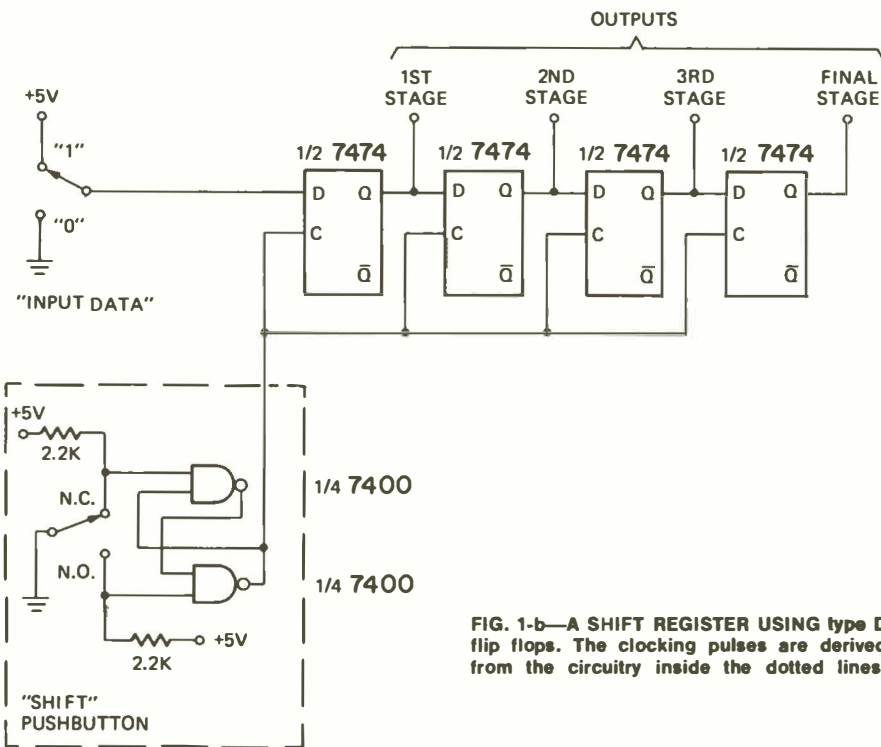 OUTPUTS
1ST
STAGE
2ND
STAGE
3RD
STAGE
FINAL
STAGE
+5V
"1"
"0"
"INPUT DATA"
1/2 7474
D Q
C
Q̅
1/2 7474
D Q
C
Q̅
1/2 7474
D Q
C
Q̅
1/2 7474
D Q
C
Q̅
+5V
2.2K
N.C.
N.O.
+5V
2.2K
1/4 7400
1/4 7400
"SHIFT"
PUSHBUTTON
FIG. 1-b—A SHIFT REGISTER USING type D
flip flops. The clocking pulses are derived
from the circuitry inside the dotted lines